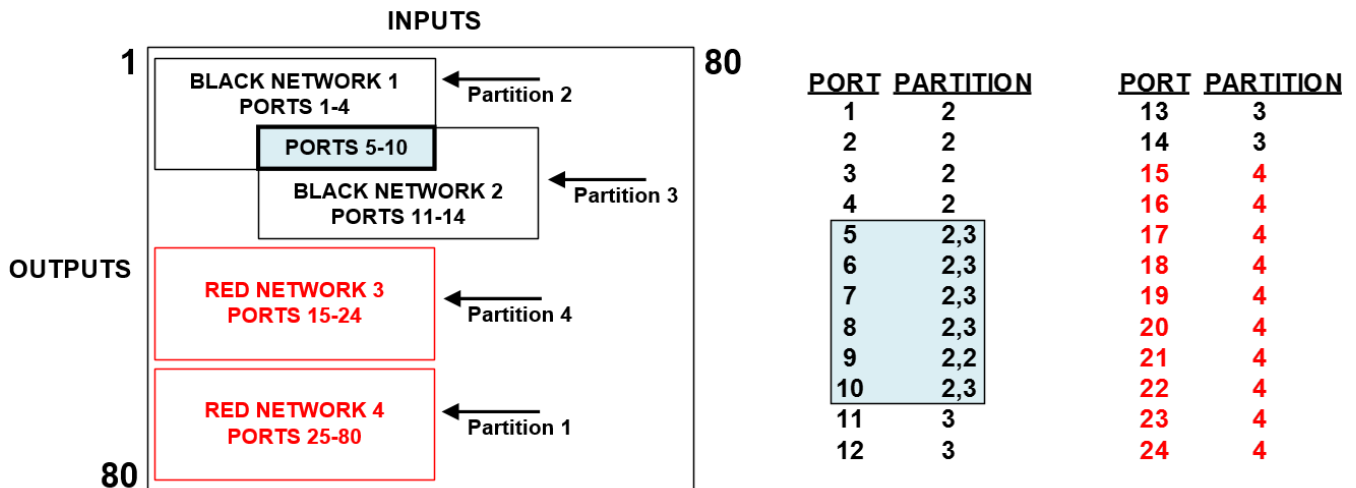 INPUTS
1
80
BLACK NETWORK 1
PORTS 1-4
Partition 2
PORTS 5-10
BLACK NETWORK 2
PORTS 11-14
Partition 3
OUTPUTS
RED NETWORK 3
PORTS 15-24
Partition 4
RED NETWORK 4
PORTS 25-80
Partition 1
80
PORT PARTITION
1 2
2 2
3 2
4 2
5 2,3
6 2,3
7 2,3
8 2,3
9 2,2
10 2,3
11 3
12 3
PORT PARTITION
13 3
14 3
15 4
16 4
17 4
18 4
19 4
20 4
21 4
22 4
23 4
24 4